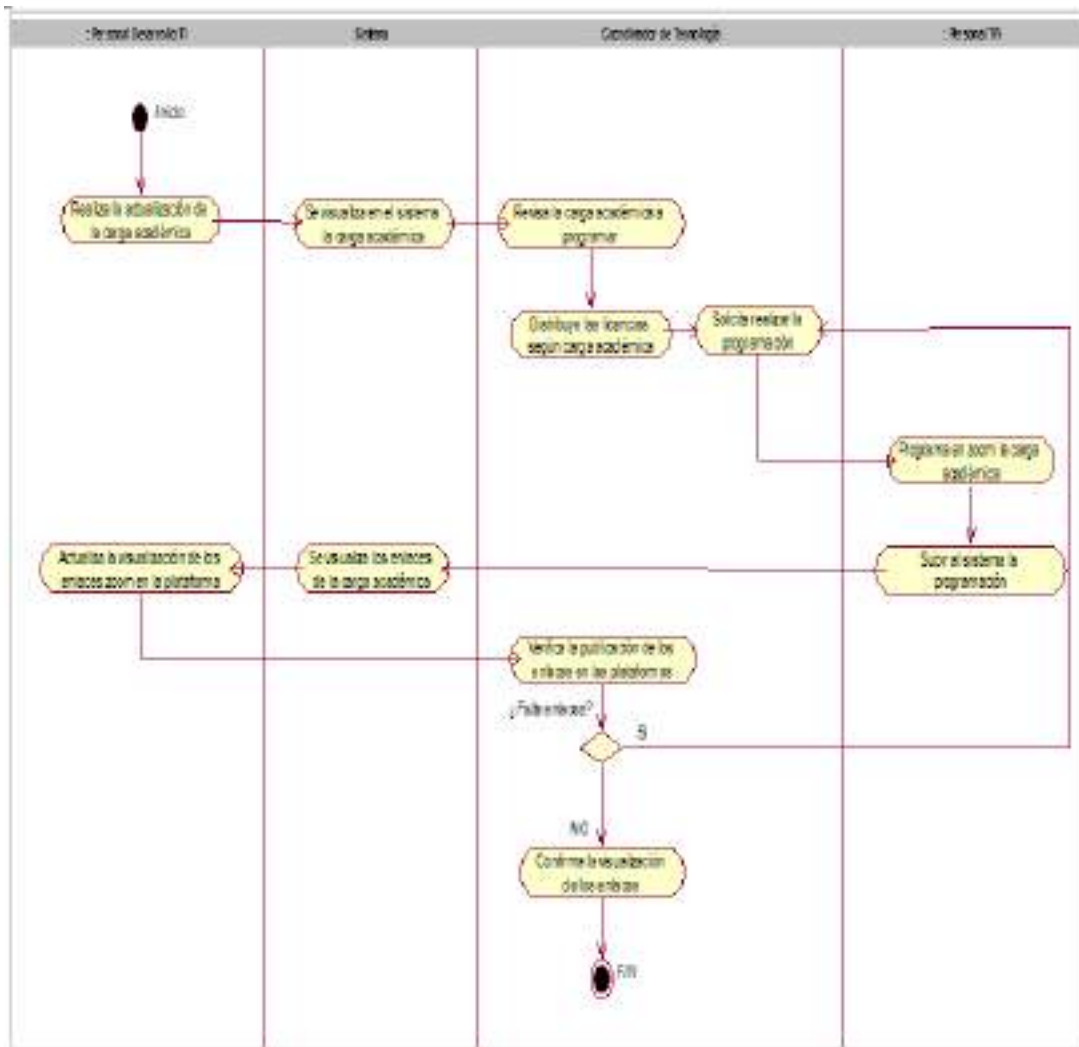 : Personal Desarrollo TI
Sistema
Coordinador de Tecnología
: Personal
Inicio
Realiza la actualización de
la carga académica
Se visualiza en el sistema
la carga académica
Revisa la carga académica a
programar
Distribuye las licencias
según carga académica
Solicita realizar la
programación
Programa en zoom la carga
académica
Actualiza la visualización de los
enlaces zoom en la plataforma
Se visualiza los enlaces
de la carga académica
Subir al sistema la
programación
Verifica la publicación de los
enlaces en las plataformas
¿Falta enlaces?
SI
NO
Confirma la visualización
de los enlaces
FIN